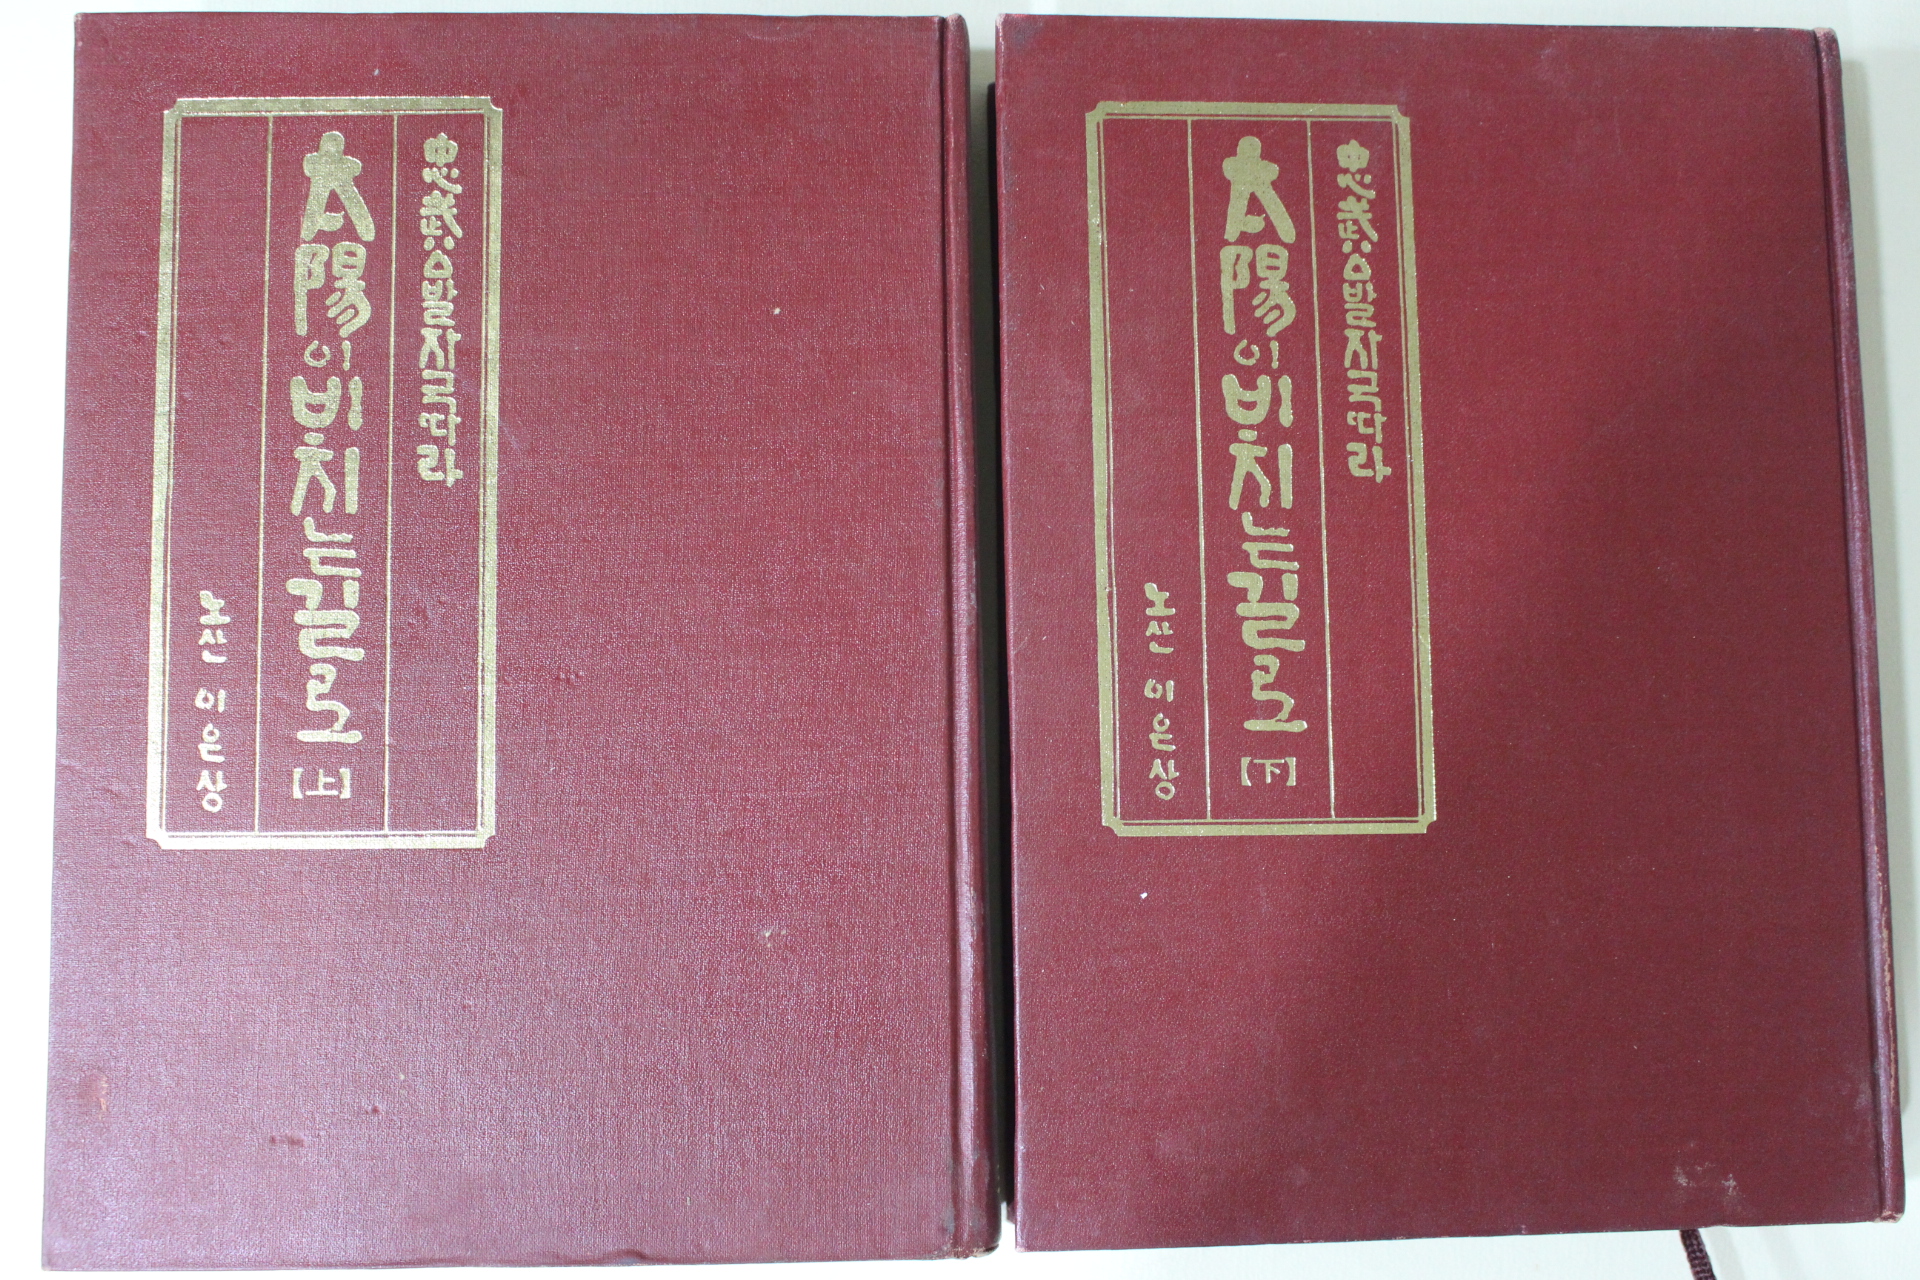 忠武公발자국따라
太陽이비치는길로
【上】
노산 이은상
忠武公발자국따라
太陽이비치는길로
【下】
노산 이은상